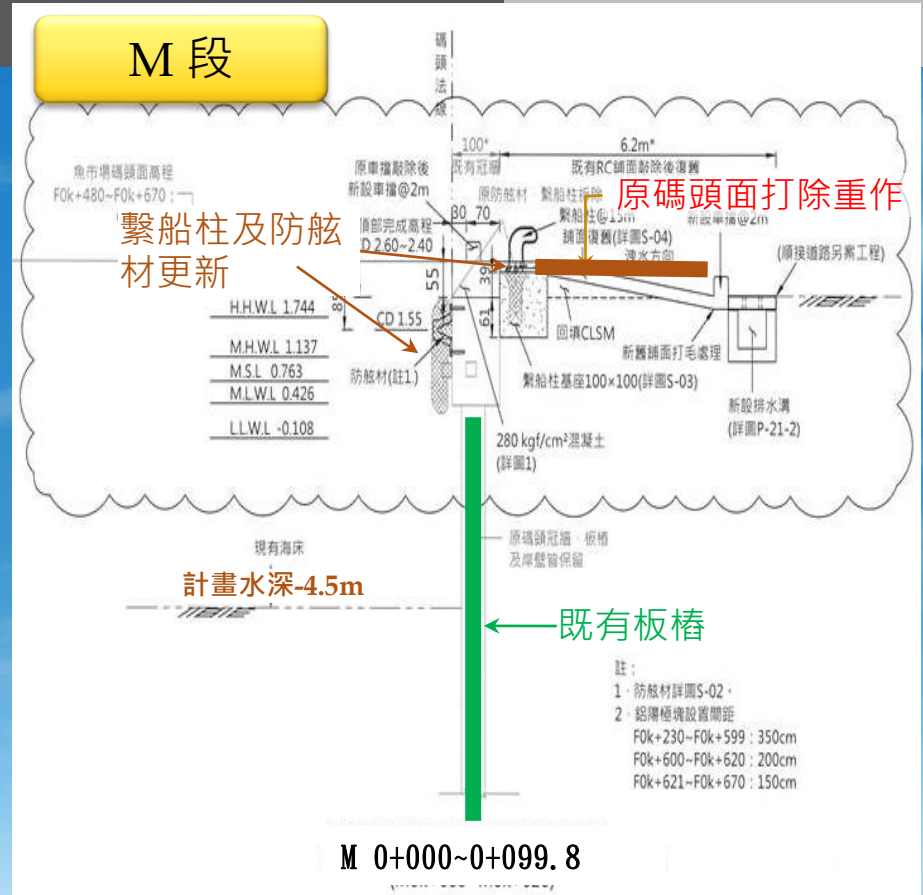 M 段
碼頭法線
100*
6.2m*
既有冠牆
既有RC鋪面敲除後復舊
魚市場碼頭面高程
F0k+480~F0k+670：
原車擋敲除後
新設車擋@2m
原防舷材
繫船柱拆除
原碼頭面打除重作
繫船柱@15m
新設車擋@2m
30 70
繫船柱及防舷材更新
頂部完成高程
CD 2.60~2.40
鋪面復舊(詳圖S-04)
洩水方向
(順接道路另案工程)
55
39
85
61
H.H.W.L 1.744
CD 1.55
回填CLSM
M.H.W.L 1.137
新舊鋪面打毛處理
M.S.L 0.763
防舷材(註1.)
繫船柱基座100×100(詳圖S-03)
M.L.W.L 0.426
新設排水溝
(詳圖P-21-2)
L.L.W.L -0.108
280 kgf/cm²混凝土
(詳圖1)
原碼頭冠牆、板樁
及岸壁皆保留
現有海床
計畫水深-4.5m
既有板樁
註：
1．防舷材詳圖S-02。
2．鋁陽極塊設置間距
F0k+230~F0k+599：350cm
F0k+600~F0k+620：200cm
F0k+621~F0k+670：150cm
M 0+000~0+099.8